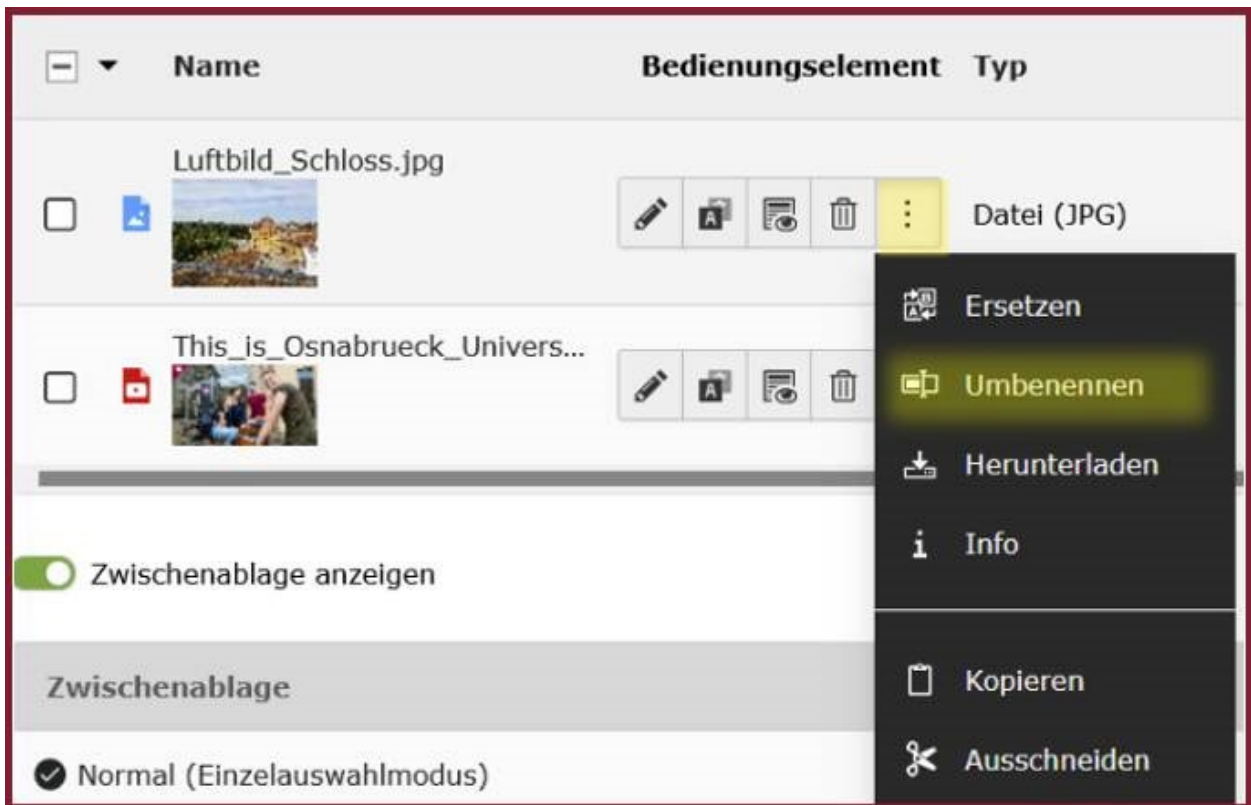 Name Bedienungselement Typ
Luftbild_Schloss.jpg
Datei (JPG)
Ersetzen
This_is_Osnabrueck_Univers...
Umbenennen
Herunterladen
Info
Zwischenablage anzeigen
Zwischenablage
Kopieren
Normal (Einzelauswahlmodus)
Ausschneiden